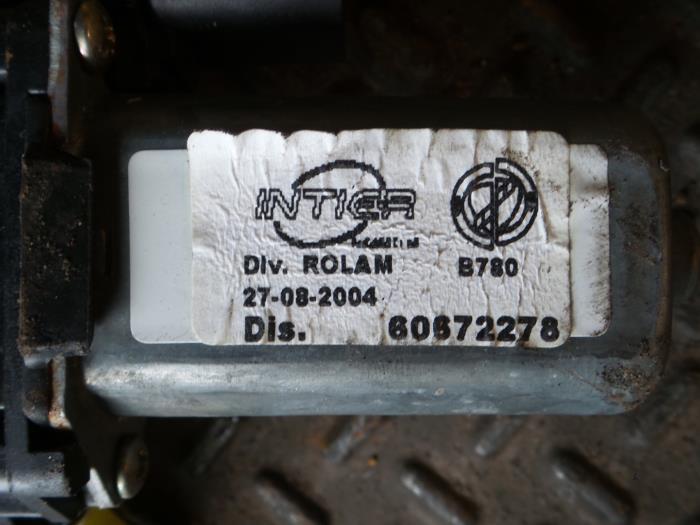 INTIER
Div. ROLAM B780
27-08-2004
Dis. 60672278